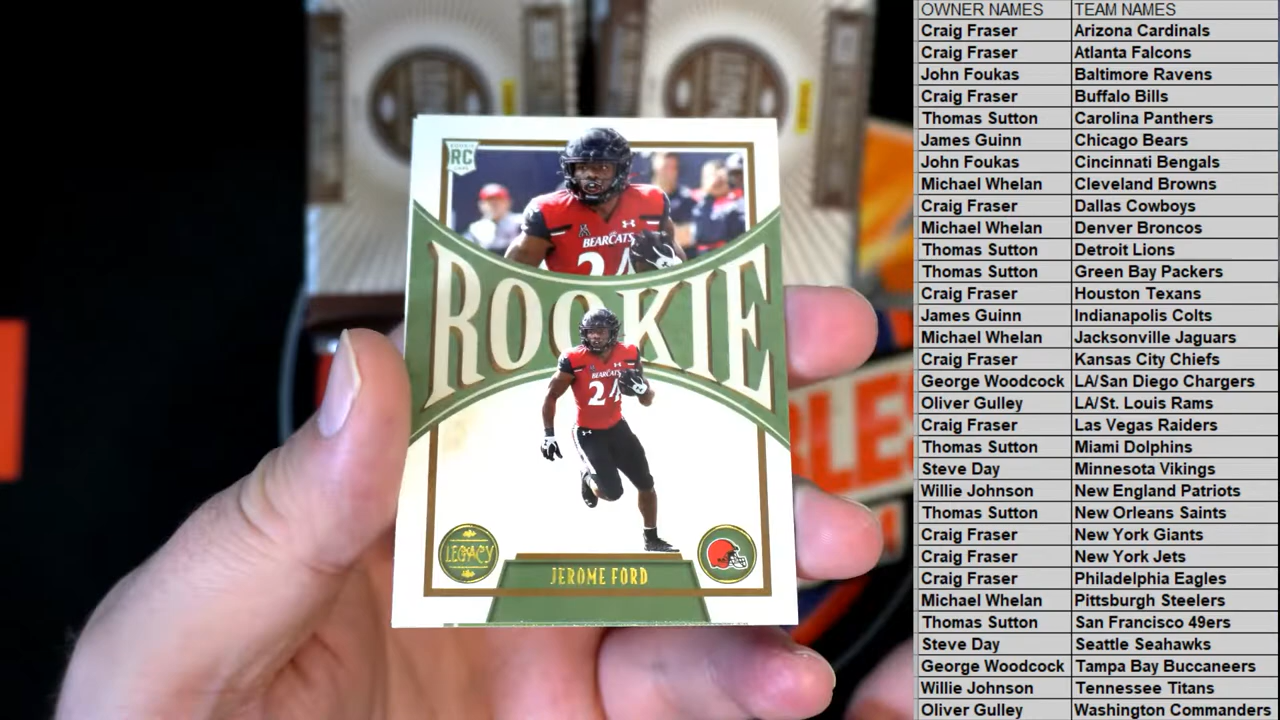 RC
BEARCATS
24
ROOKIE
BEARCATS
24
LEGACY
JEROME FORD
OWNER NAMES TEAM NAMES
Craig Fraser Arizona Cardinals
Craig Fraser Atlanta Falcons
John Foukas Baltimore Ravens
Craig Fraser Buffalo Bills
Thomas Sutton Carolina Panthers
James Guinn Chicago Bears
John Foukas Cincinnati Bengals
Michael Whelan Cleveland Browns
Craig Fraser Dallas Cowboys
Michael Whelan Denver Broncos
Thomas Sutton Detroit Lions
Thomas Sutton Green Bay Packers
Craig Fraser Houston Texans
James Guinn Indianapolis Colts
Michael Whelan Jacksonville Jaguars
Craig Fraser Kansas City Chiefs
George Woodcock LA/San Diego Chargers
Oliver Gulley LA/St. Louis Rams
Craig Fraser Las Vegas Raiders
Thomas Sutton Miami Dolphins
Steve Day Minnesota Vikings
Willie Johnson New England Patriots
Thomas Sutton New Orleans Saints
Craig Fraser New York Giants
Craig Fraser New York Jets
Craig Fraser Philadelphia Eagles
Michael Whelan Pittsburgh Steelers
Thomas Sutton San Francisco 49ers
Steve Day Seattle Seahawks
George Woodcock Tampa Bay Buccaneers
Willie Johnson Tennessee Titans
Oliver Gulley Washington Commanders